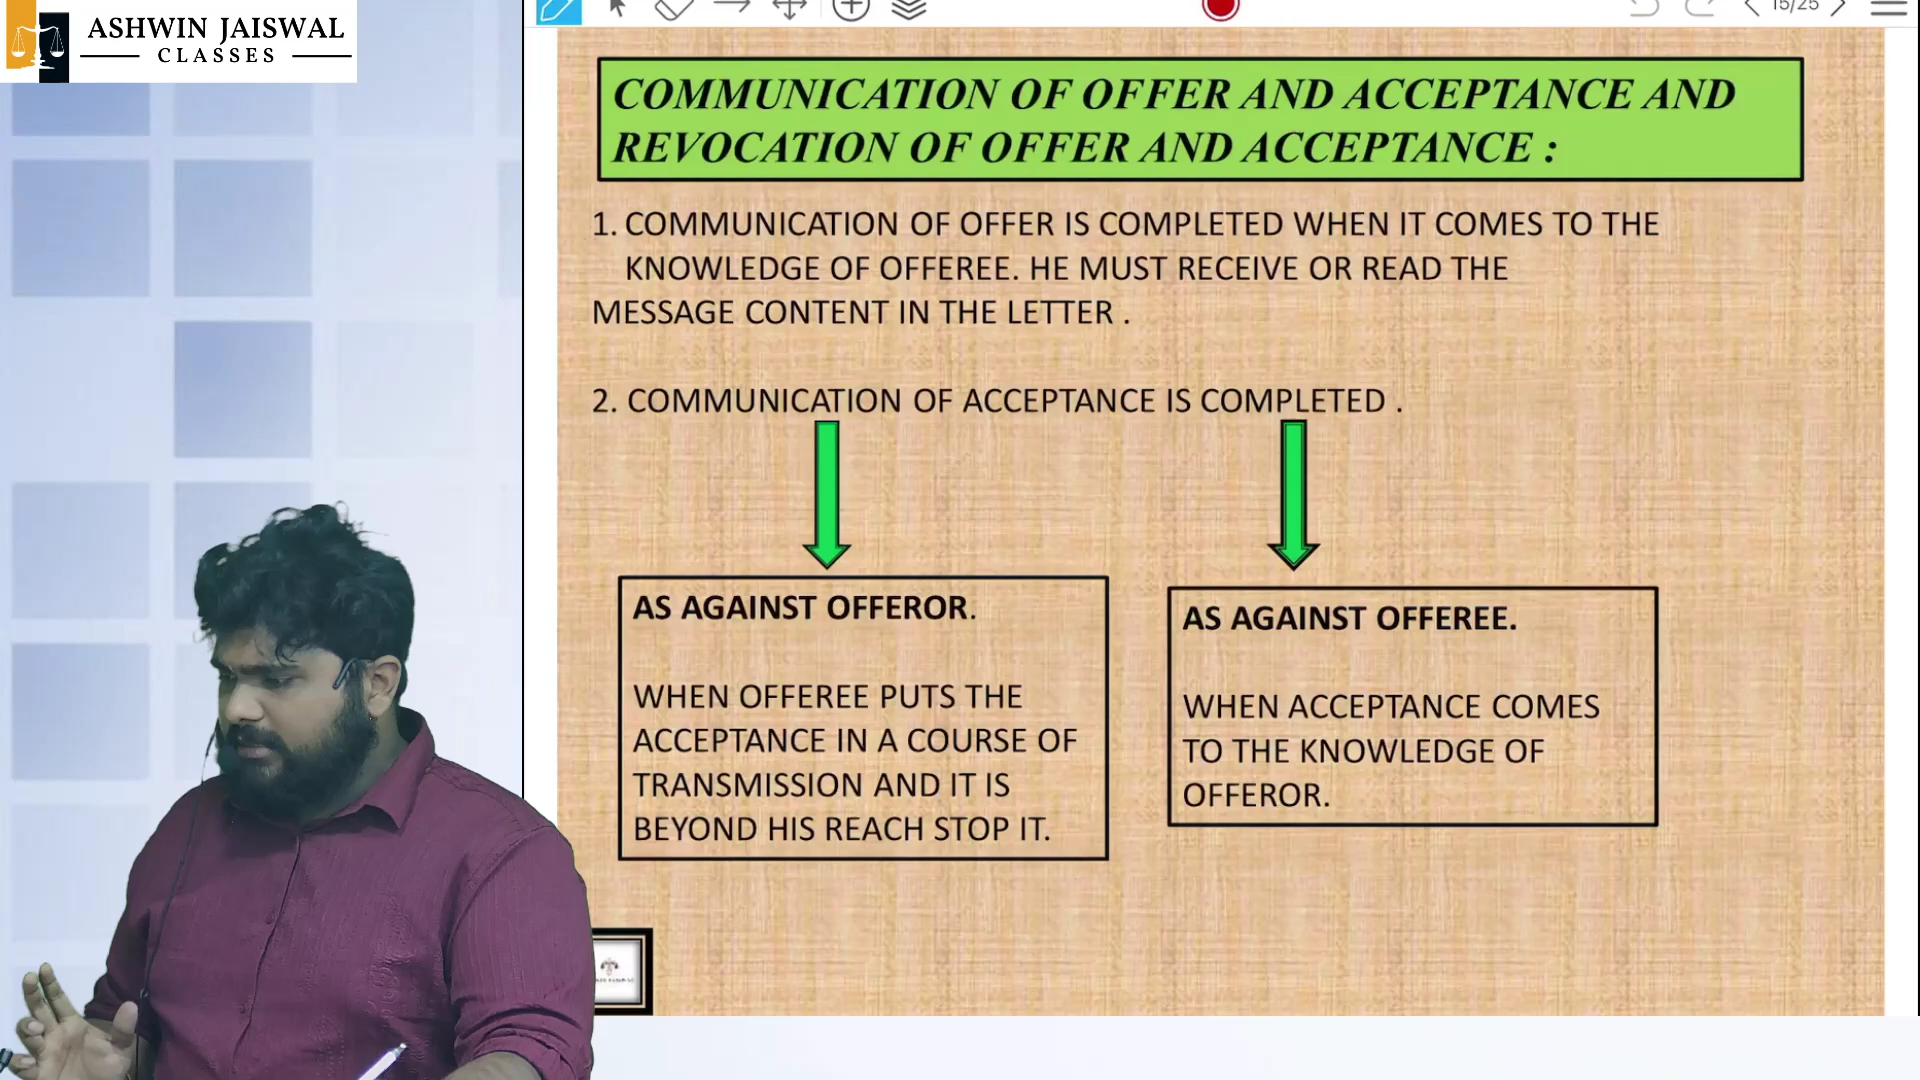 ASHWIN JAISWAL
CLASSES
15/25
COMMUNICATION OF OFFER AND ACCEPTANCE AND
REVOCATION OF OFFER AND ACCEPTANCE :
1. COMMUNICATION OF OFFER IS COMPLETED WHEN IT COMES TO THE
KNOWLEDGE OF OFFEREE. HE MUST RECEIVE OR READ THE
MESSAGE CONTENT IN THE LETTER .
2. COMMUNICATION OF ACCEPTANCE IS COMPLETED .
AS AGAINST OFFEROR.
WHEN OFFEREE PUTS THE
ACCEPTANCE IN A COURSE OF
TRANSMISSION AND IT IS
BEYOND HIS REACH STOP IT.
AS AGAINST OFFEREE.
WHEN ACCEPTANCE COMES
TO THE KNOWLEDGE OF
OFFEROR.